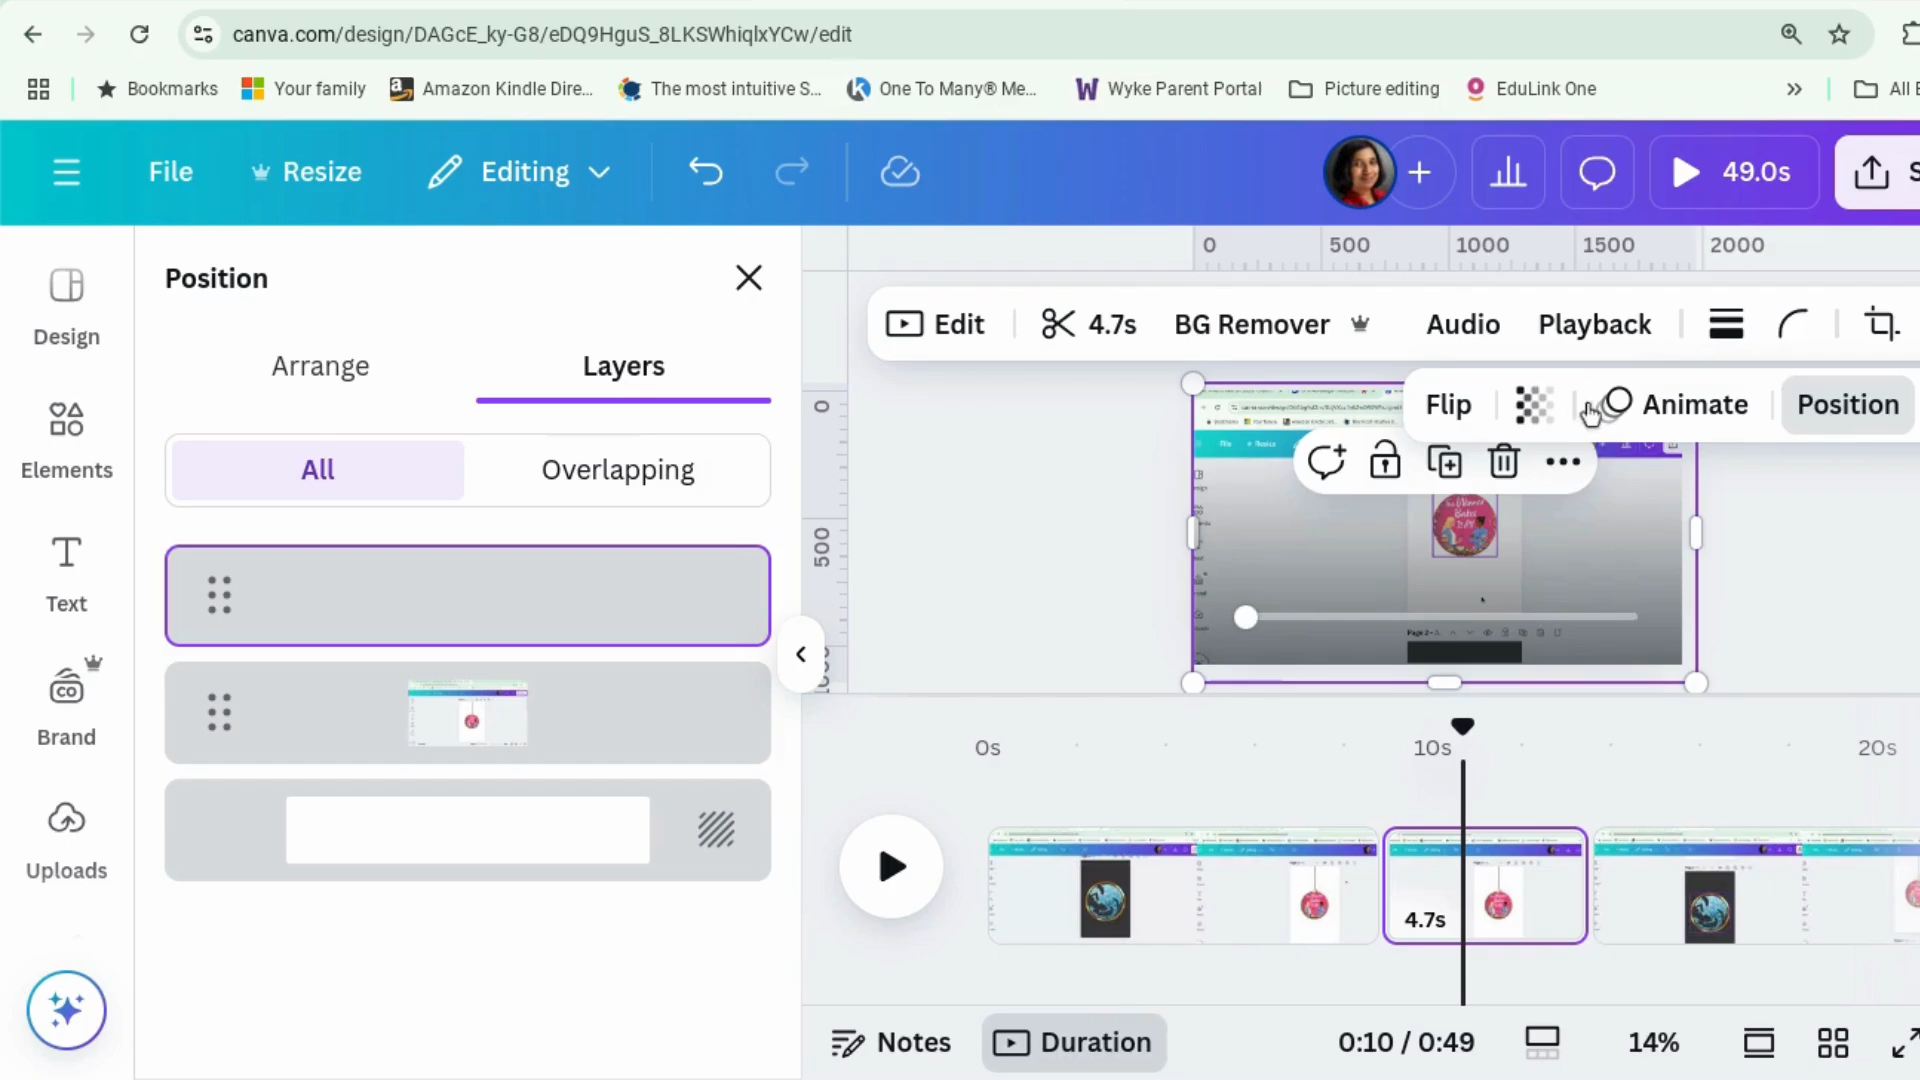 canva.com/design/DAGcE_ky-G8/eDQ9HguS_8LKSWhiqlxYCw/edit
Bookmarks Your family Amazon Kindle Dire... The most intuitive S... One To Many® Me... Wyke Parent Portal Picture editing EduLink One » All
File Resize Editing 49.0s
Position
Arrange Layers
All Overlapping
Design
Elements
Text
Brand
Uploads
0 500 1000 1500 2000
Edit 4.7s BG Remover Audio Playback
Flip Animate Position
0
500
Bakes
Page 2 -
0s 10s 20s
4.7s
Notes Duration 0:10 / 0:49 14%